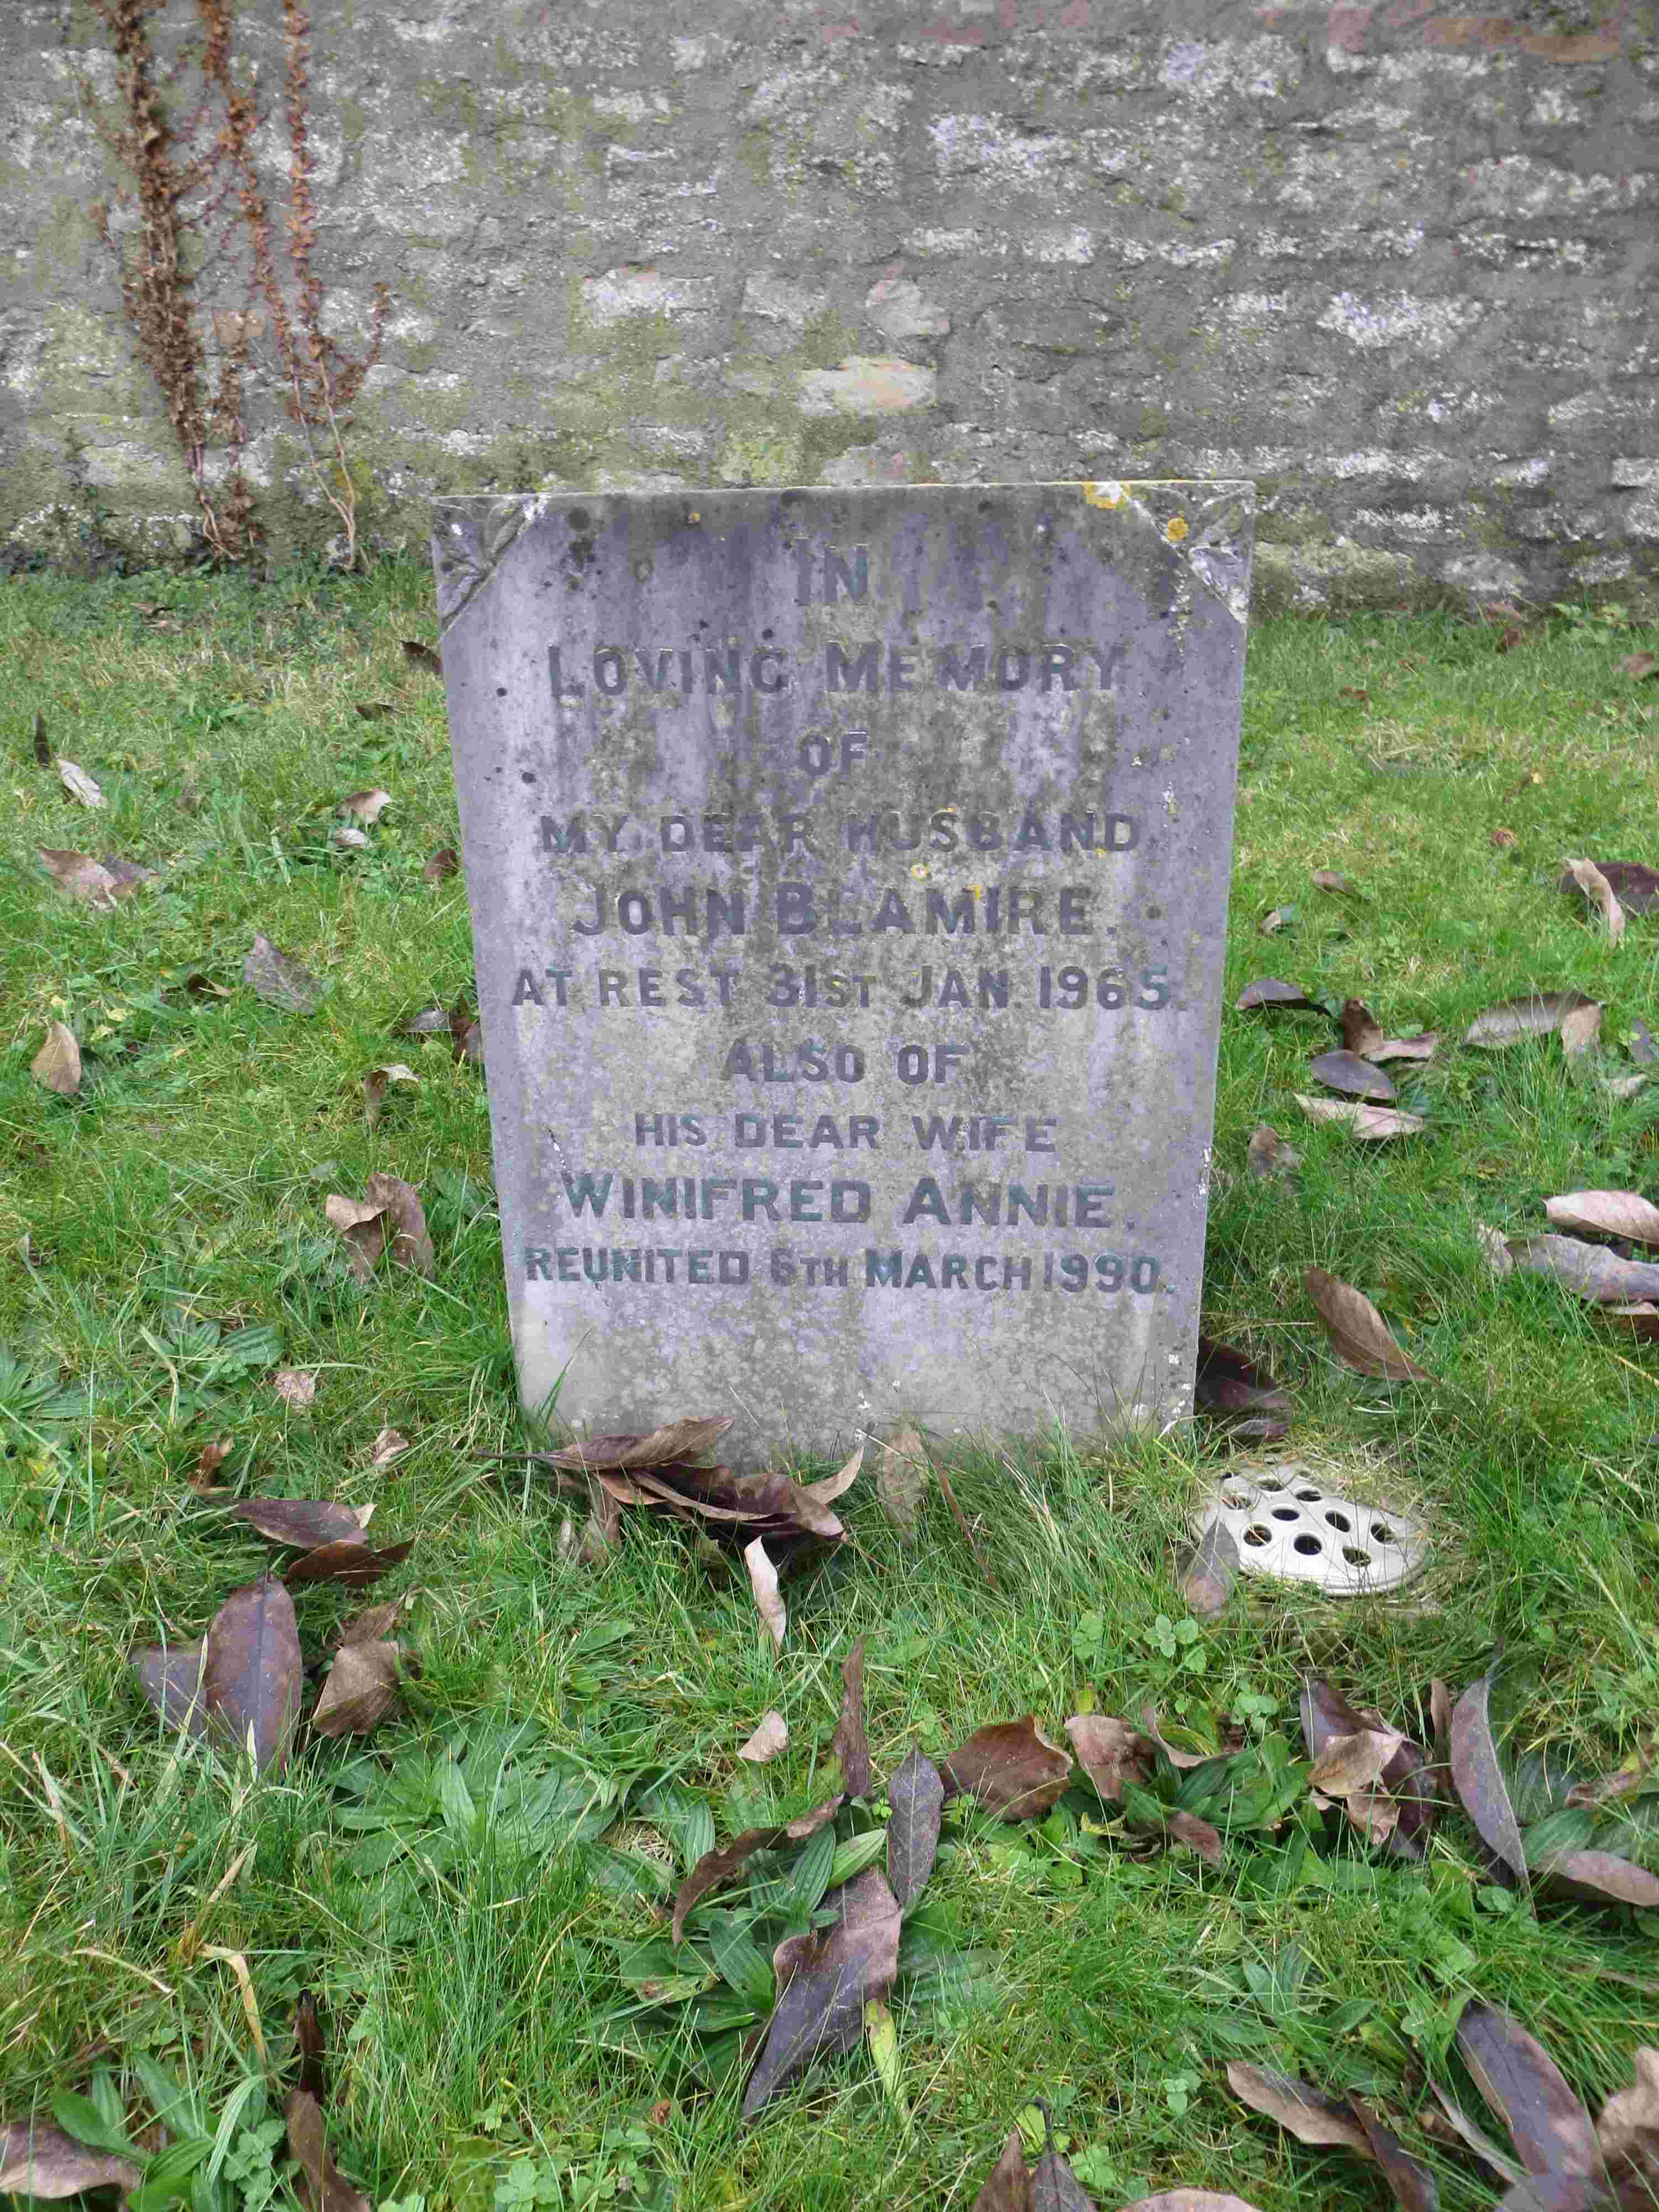 IN
LOVING MEMORY
OF
MY DEAR HUSBAND
JOHN BLAMIRE.
AT REST 31ST JAN. 1965.
ALSO OF
HIS DEAR WIFE
WINIFRED ANNIE.
REUNITED 6TH MARCH 1990.